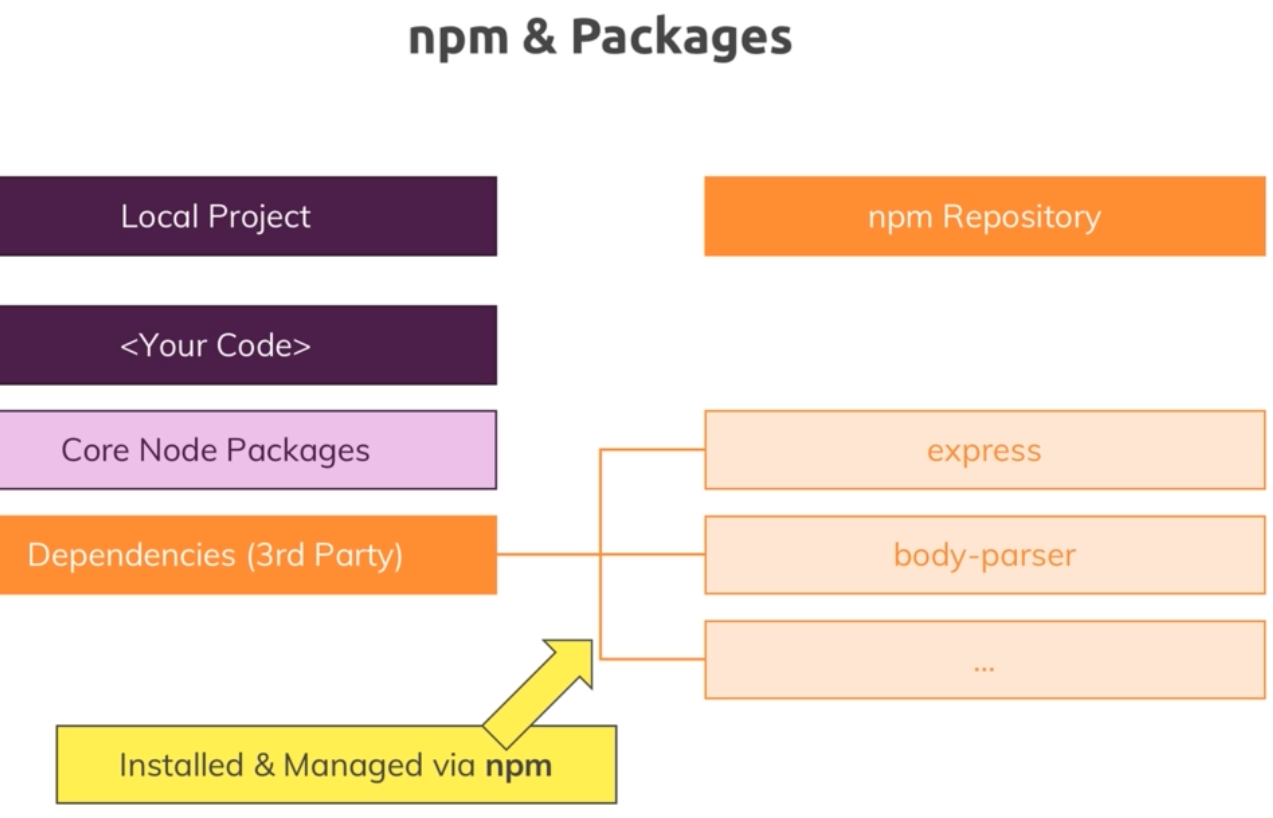 npm & Packages
Local Project
npm Repository
<Your Code>
Core Node Packages
express
Dependencies (3rd Party)
body-parser
...
Installed & Managed via npm